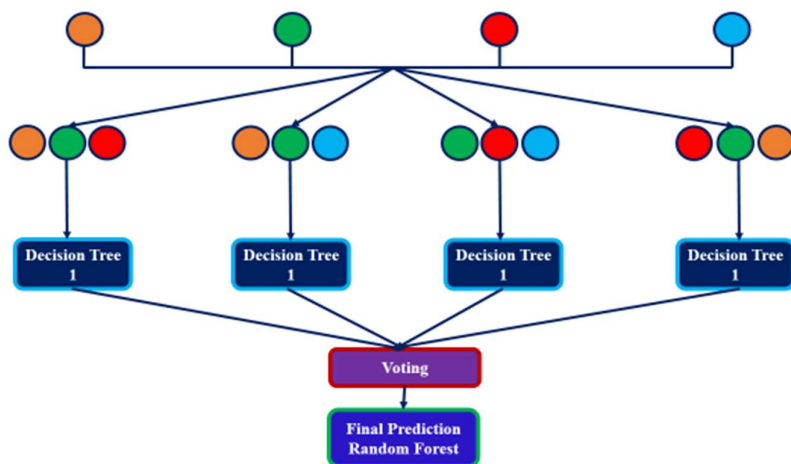 Decision Tree
1
Decision Tree
1
Decision Tree
1
Decision Tree
1
Voting
Final Prediction
Random Forest